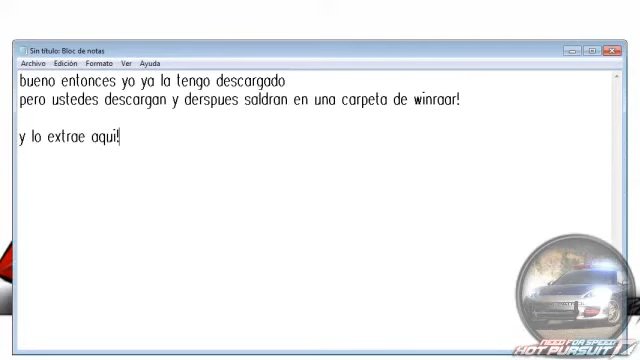 Sin título: Bloc de notas
Archivo Edición Formato Ver Ayuda
bueno entonces yo ya la tengo descargado
pero ustedes descargan y derspues saldran en una carpeta de winraar!
y lo extrae aqui!
NEED FOR SPEED
HOT PURSUIT